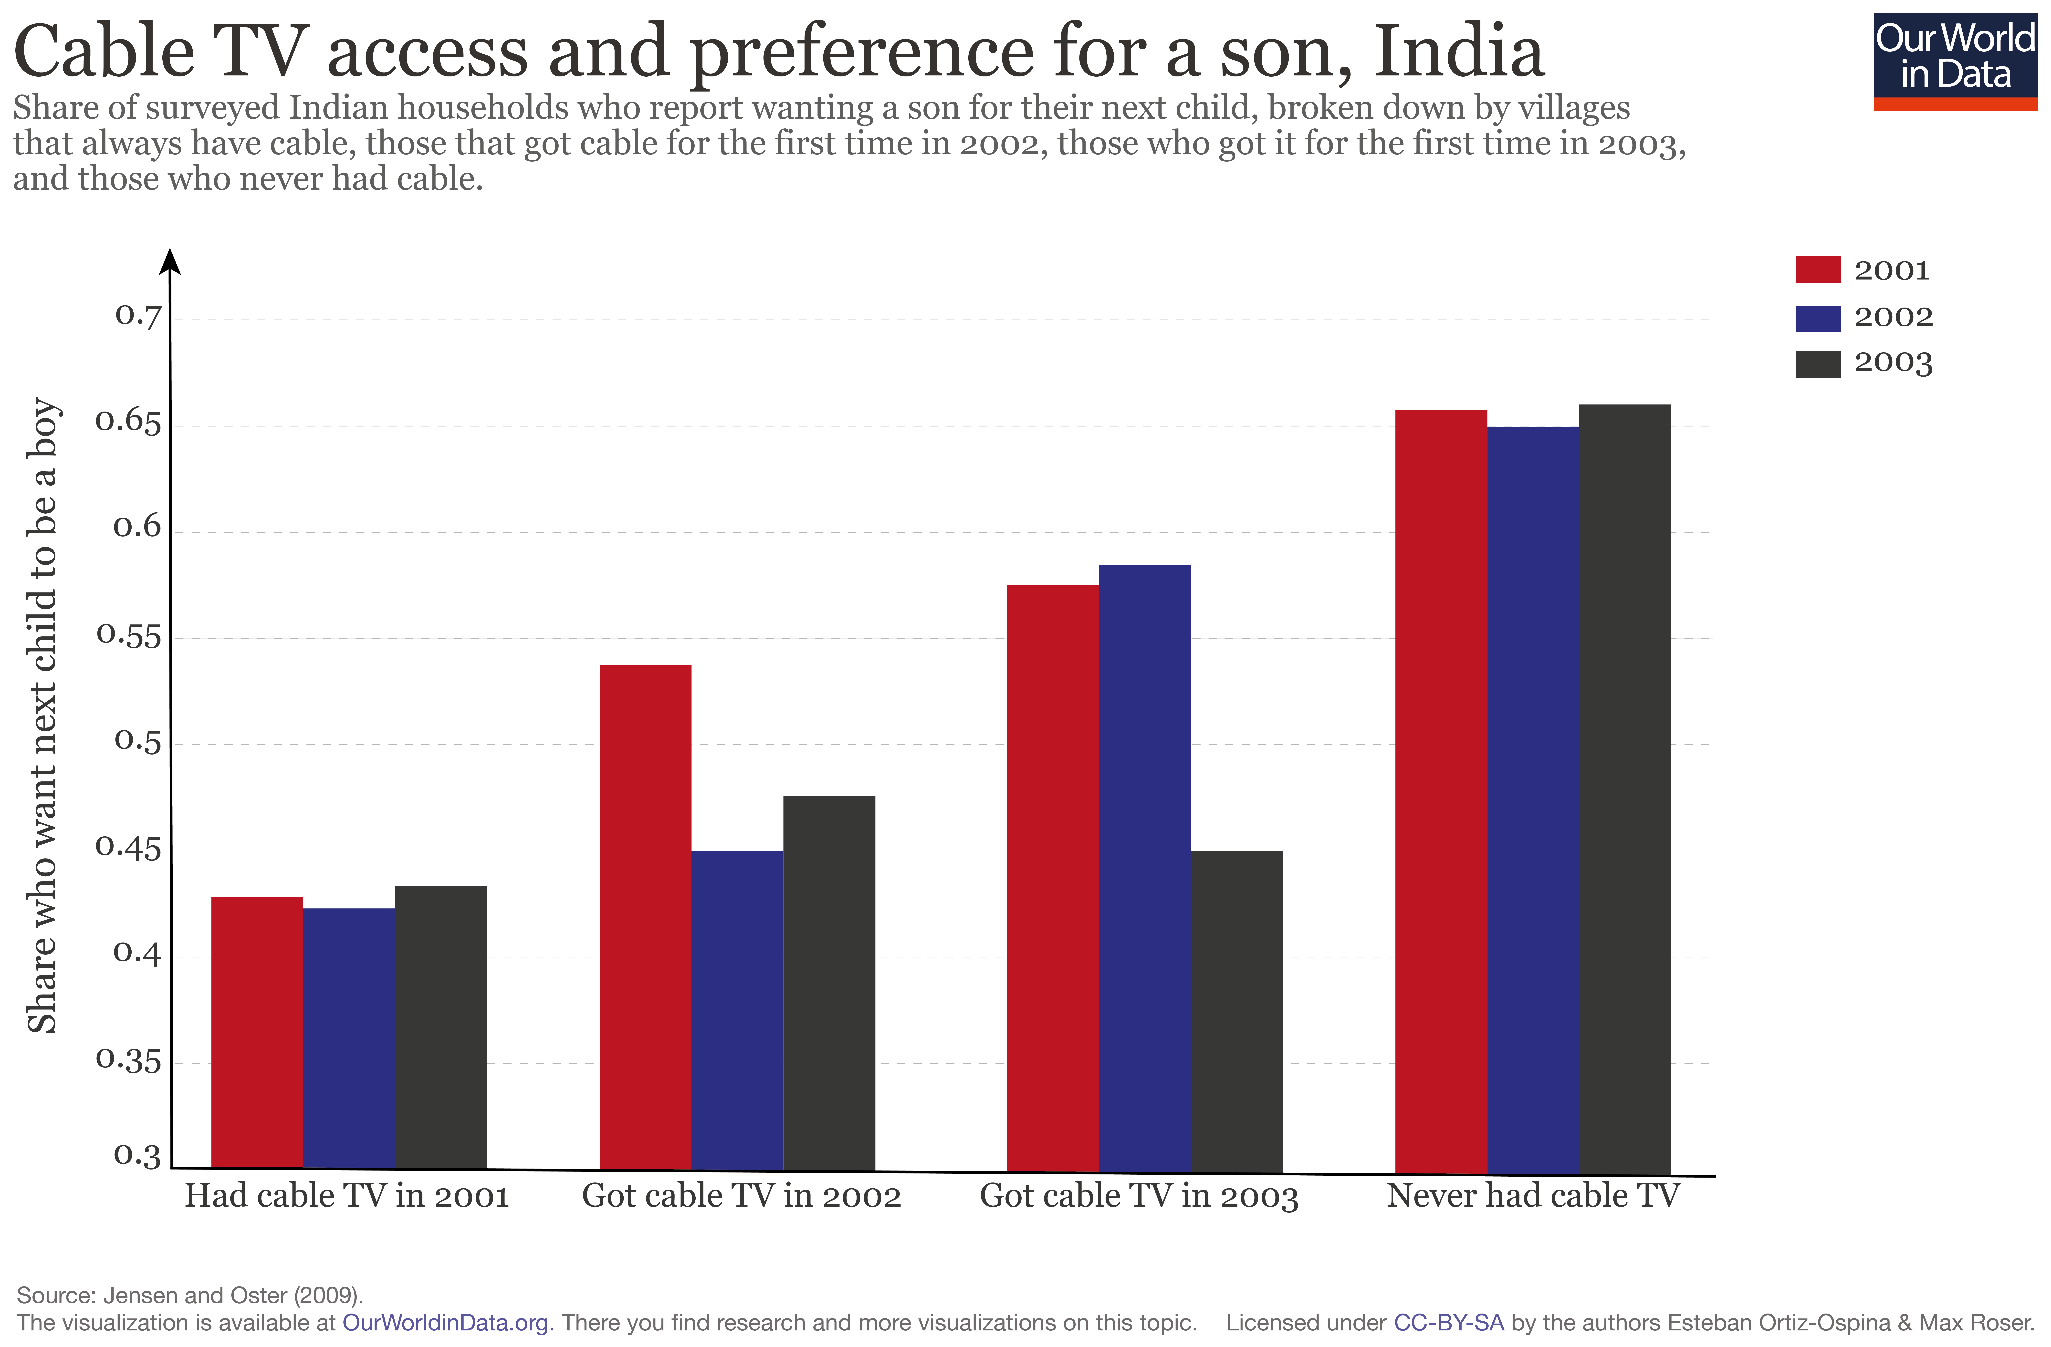 Cable TV access and preference for a son, India
Our World
in Data
Share of surveyed Indian households who report wanting a son for their next child, broken down by villages
that always have cable, those that got cable for the first time in 2002, those who got it for the first time in 2003,
and those who never had cable.
2001
2002
2003
Share who want next child to be a boy
0.7
0.65
0.6
0.55
0.5
0.45
0.4
0.35
0.3
Had cable TV in 2001
Got cable TV in 2002
Got cable TV in 2003
Never had cable TV
Source: Jensen and Oster (2009).
The visualization is available at OurWorldinData.org. There you find research and more visualizations on this topic.
Licensed under CC-BY-SA by the authors Esteban Ortiz-Ospina & Max Roser.